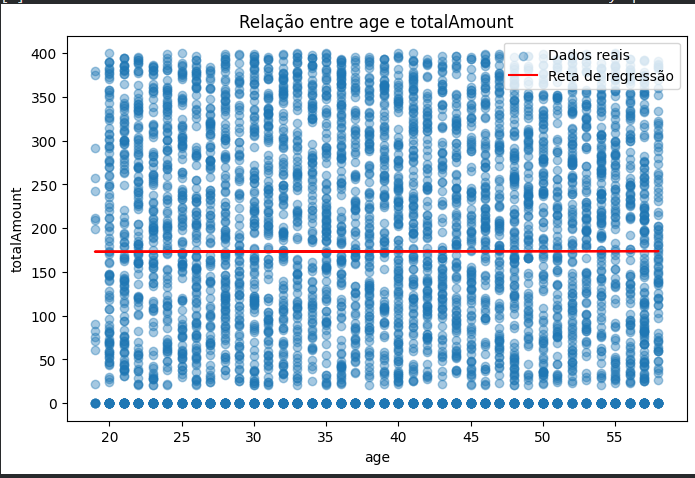 Relação entre age e totalAmount
Dados reais
Reta de regressão
totalAmount
400
350
300
250
200
150
100
50
0
20 25 30 35 40 45 50 55
age